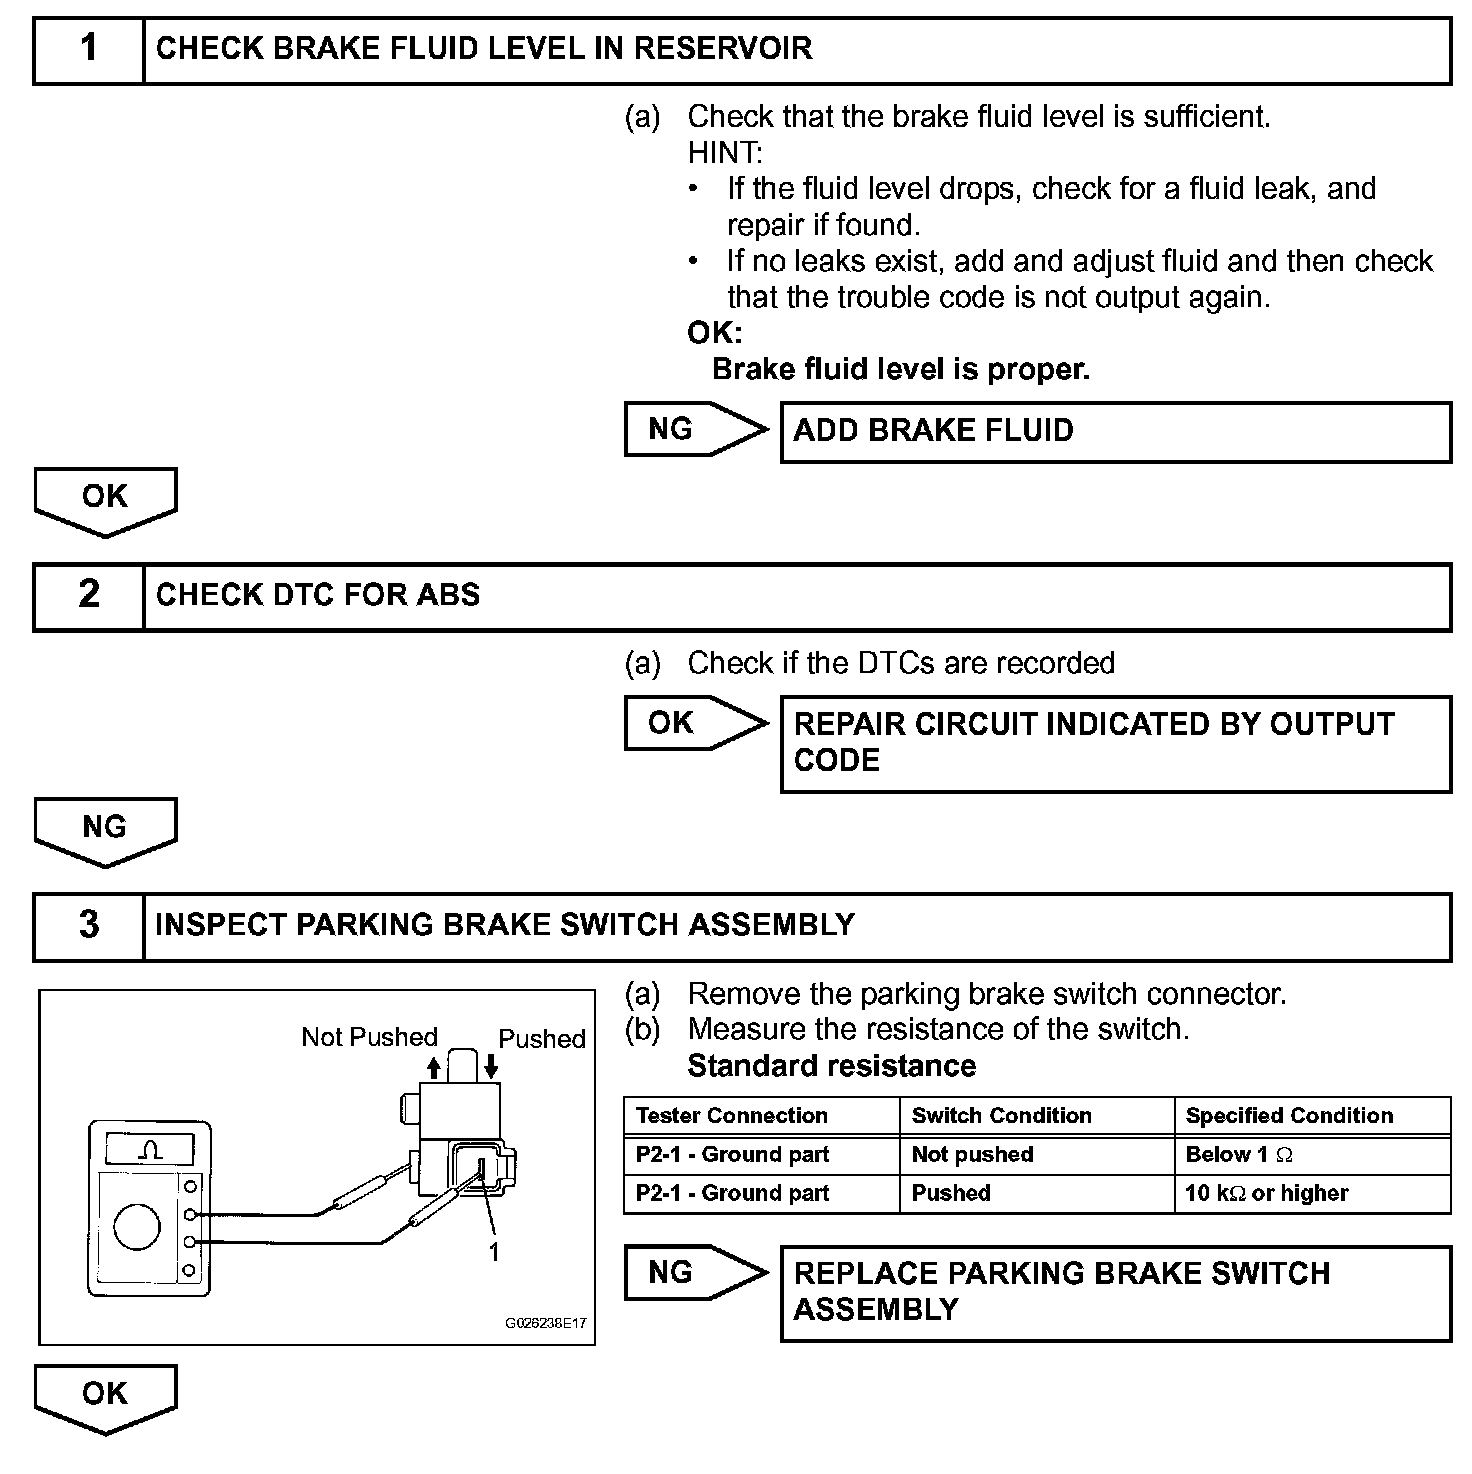 1 CHECK BRAKE FLUID LEVEL IN RESERVOIR
(a) Check that the brake fluid level is sufficient.
HINT:
• If the fluid level drops, check for a fluid leak, and
repair if found.
• If no leaks exist, add and adjust fluid and then check
that the trouble code is not output again.
OK:
Brake fluid level is proper.
NG ADD BRAKE FLUID
OK
2 CHECK DTC FOR ABS
(a) Check if the DTCs are recorded
OK REPAIR CIRCUIT INDICATED BY OUTPUT
CODE
NG
3 INSPECT PARKING BRAKE SWITCH ASSEMBLY
Not Pushed Pushed
Ω
1
G026238E17
(a) Remove the parking brake switch connector.
(b) Measure the resistance of the switch.
Standard resistance
Tester Connection Switch Condition Specified Condition
P2-1 - Ground part Not pushed Below 1 Ω
P2-1 - Ground part Pushed 10 kΩ or higher
NG REPLACE PARKING BRAKE SWITCH
ASSEMBLY
OK